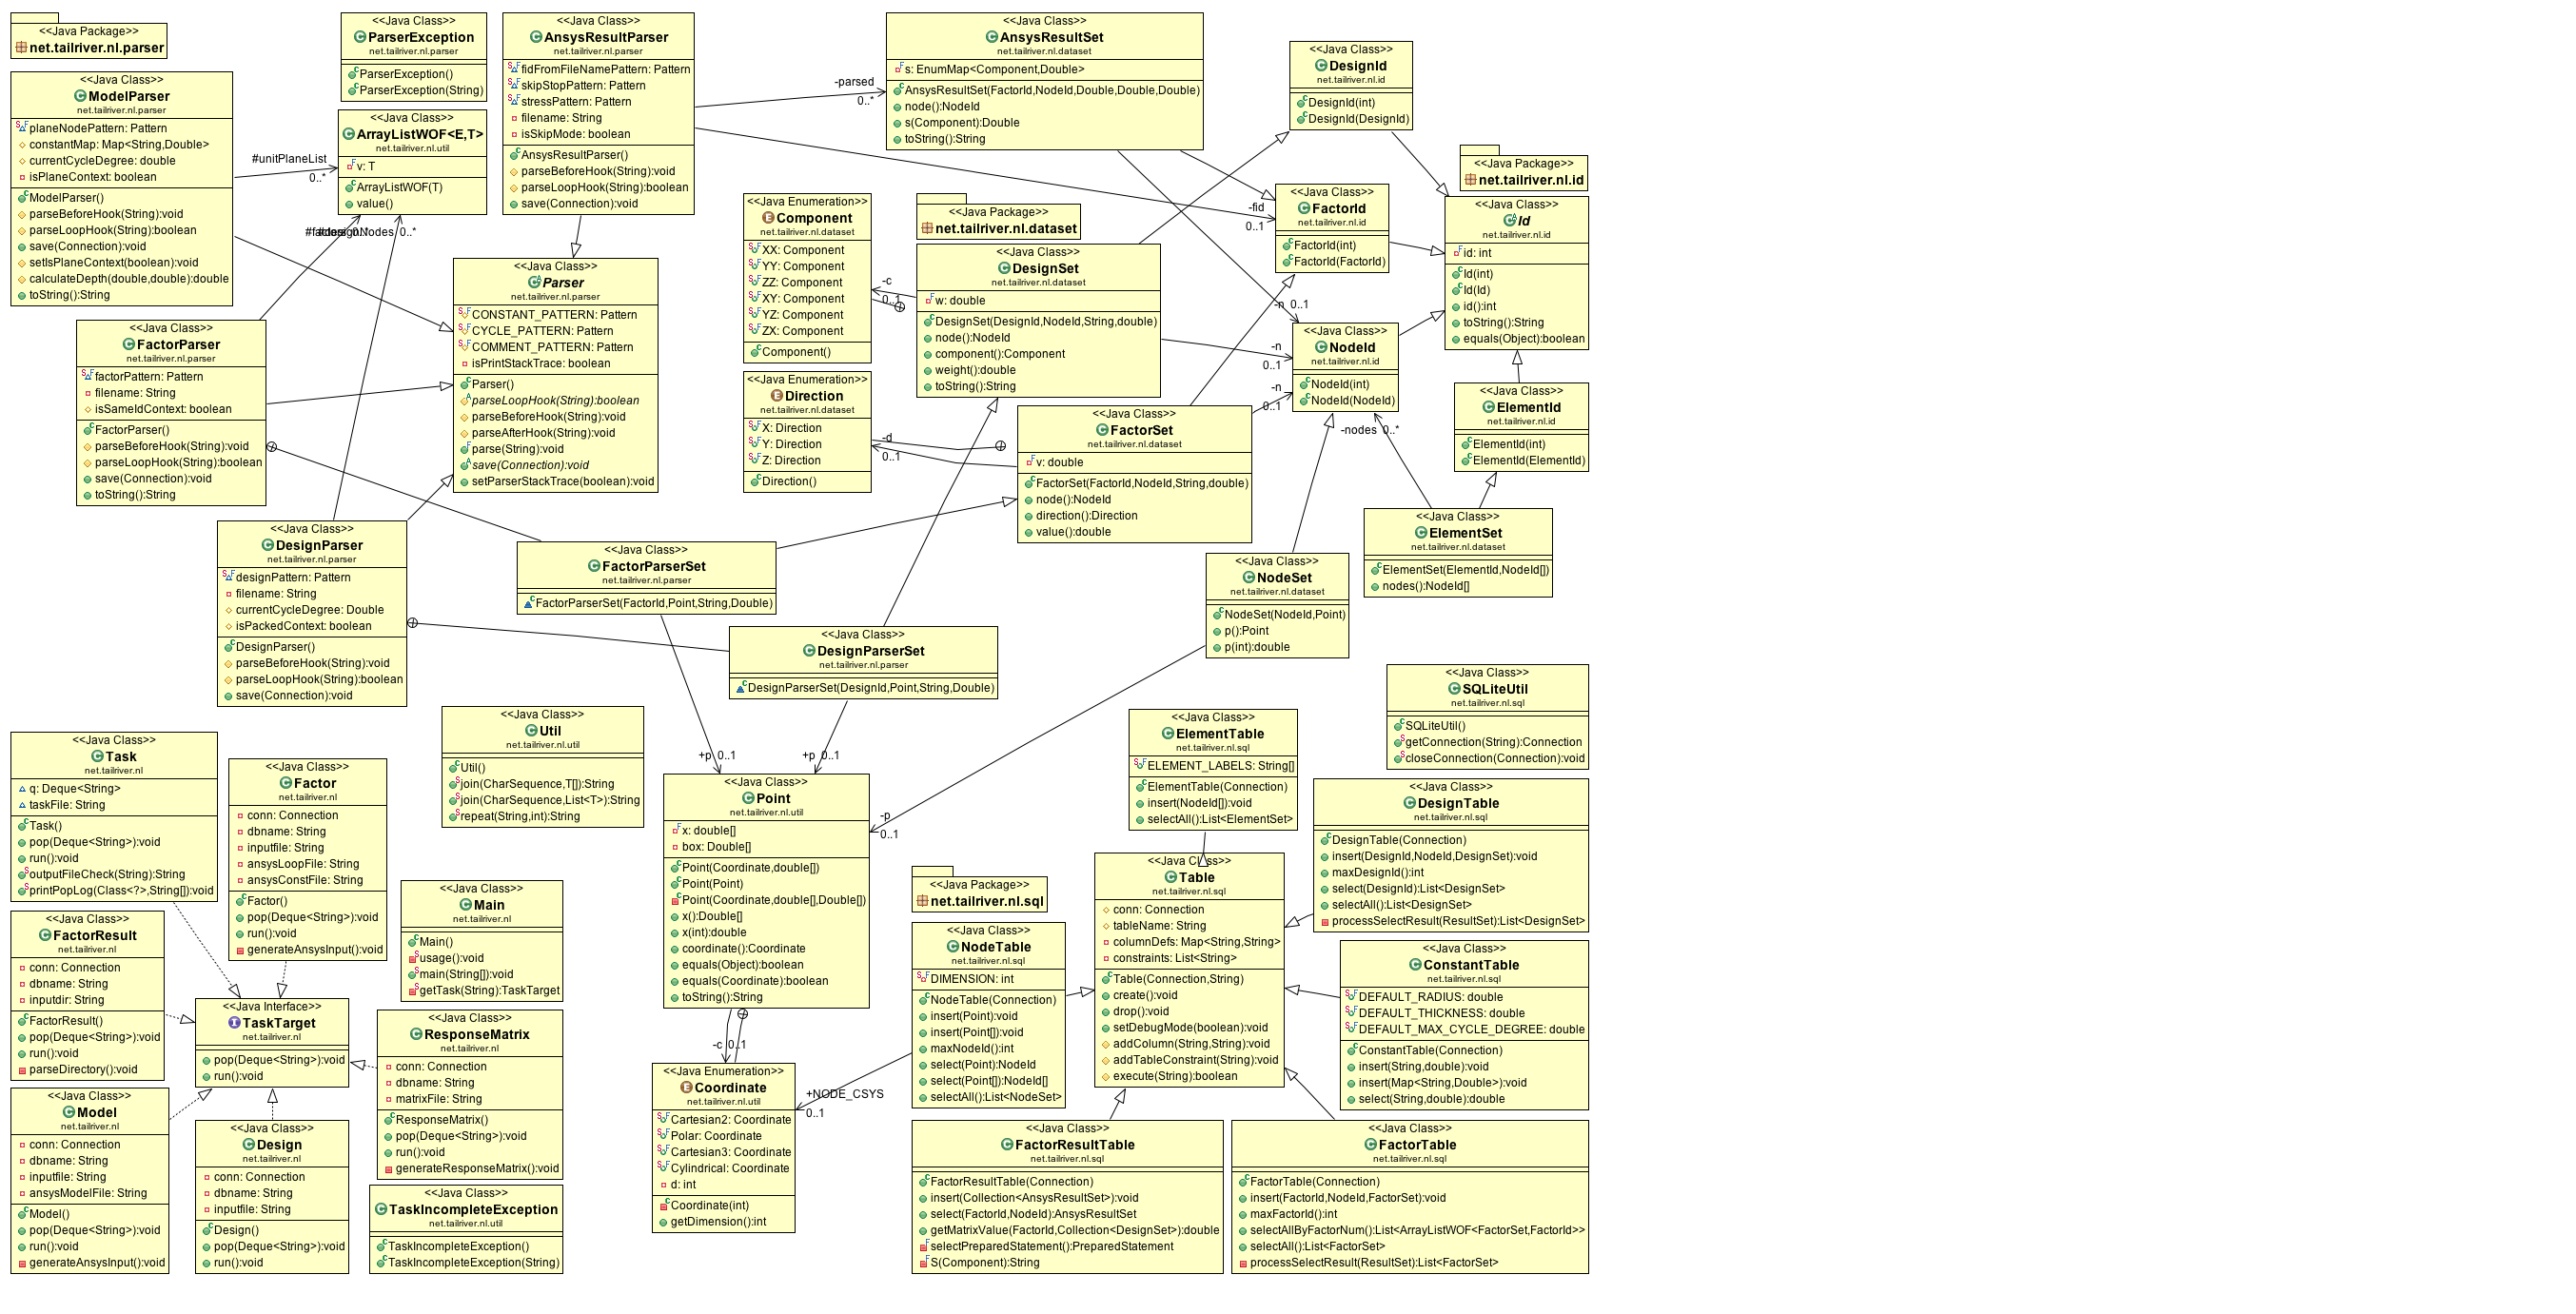 <<Java Package>>
net.tailriver.nl.parser
<<Java Class>>
ModelParser
net.tailriver.nl.parser
planeNodePattern: Pattern
constantMap: Map<String,Double>
currentCycleDegree: double
isPlaneContext: boolean
ModelParser()
parseBeforeHook(String):void
parseLoopHook(String):boolean
save(Connection):void
setIsPlaneContext(boolean):void
calculateDepth(double,double):double
toString():String
#unitPlaneList
0..*
<<Java Class>>
ParserException
net.tailriver.nl.parser
ParserException()
ParserException(String)
<<Java Class>>
ArrayListWOF<E,T>
net.tailriver.nl.util
v: T
ArrayListWOF(T)
value()
0..*
<<Java Class>>
AnsysResultParser
net.tailriver.nl.parser
fidFromFileNamePattern: Pattern
skipStopPattern: Pattern
stressPattern: Pattern
filename: String
isSkipMode: boolean
AnsysResultParser()
parseBeforeHook(String):void
parseLoopHook(String):boolean
save(Connection):void
-parsed
0..*
-fid
0..1
<<Java Class>>
AnsysResultSet
net.tailriver.nl.dataset
s: EnumMap<Component,Double>
AnsysResultSet(FactorId,NodeId,Double,Double,Double)
node():NodeId
s(Component):Double
toString():String
<<Java Class>>
DesignId
net.tailriver.nl.id
DesignId(int)
DesignId(DesignId)
<<Java Package>>
net.tailriver.nl.id
<<Java Class>>
FactorId
net.tailriver.nl.id
FactorId(int)
FactorId(FactorId)
<<Java Class>>
Id
net.tailriver.nl.id
id: int
Id(int)
Id(Id)
id():int
toString():String
equals(Object):boolean
<<Java Enumeration>>
Component
net.tailriver.nl.dataset
XX: Component
YY: Component
ZZ: Component
XY: Component
YZ: Component
ZX: Component
Component()
<<Java Package>>
net.tailriver.nl.dataset
<<Java Class>>
DesignSet
net.tailriver.nl.dataset
w: double
DesignSet(DesignId,NodeId,String,double)
node():NodeId
component():Component
weight():double
toString():String
-c
0..1
-n 0..1
-n
0..1
-n
0..1
<<Java Class>>
Parser
net.tailriver.nl.parser
CONSTANT_PATTERN: Pattern
CYCLE_PATTERN: Pattern
COMMENT_PATTERN: Pattern
isPrintStackTrace: boolean
Parser()
parseLoopHook(String):boolean
parseBeforeHook(String):void
parseAfterHook(String):void
parse(String):void
save(Connection):void
setParserStackTrace(boolean):void
<<Java Class>>
FactorParser
net.tailriver.nl.parser
factorPattern: Pattern
filename: String
isSameIdContext: boolean
FactorParser()
parseBeforeHook(String):void
parseLoopHook(String):boolean
save(Connection):void
toString():String
<<Java Class>>
NodeId
net.tailriver.nl.id
NodeId(int)
NodeId(NodeId)
<<Java Enumeration>>
Direction
net.tailriver.nl.dataset
X: Direction
Y: Direction
Z: Direction
Direction()
-d
0..1
<<Java Class>>
FactorSet
net.tailriver.nl.dataset
v: double
FactorSet(FactorId,NodeId,String,double)
node():NodeId
direction():Direction
value():double
<<Java Class>>
ElementId
net.tailriver.nl.id
ElementId(int)
ElementId(ElementId)
-nodes 0..*
<<Java Class>>
ElementSet
net.tailriver.nl.dataset
ElementSet(ElementId,NodeId[])
nodes():NodeId[]
<<Java Class>>
DesignParser
net.tailriver.nl.parser
designPattern: Pattern
filename: String
currentCycleDegree: Double
isPackedContext: boolean
DesignParser()
parseBeforeHook(String):void
parseLoopHook(String):boolean
save(Connection):void
<<Java Class>>
FactorParserSet
net.tailriver.nl.parser
FactorParserSet(FactorId,Point,String,Double)
<<Java Class>>
DesignParserSet
net.tailriver.nl.parser
DesignParserSet(DesignId,Point,String,Double)
<<Java Class>>
NodeSet
net.tailriver.nl.dataset
NodeSet(NodeId,Point)
p():Point
p(int):double
<<Java Class>>
SQLiteUtil
net.tailriver.nl.sql
SQLiteUtil()
getConnection(String):Connection
closeConnection(Connection):void
<<Java Class>>
Task
net.tailriver.nl
q: Deque<String>
taskFile: String
Task()
pop(Deque<String>):void
run():void
outputFileCheck(String):String
printPopLog(Class<?>,String[]):void
<<Java Class>>
Factor
net.tailriver.nl
conn: Connection
dbname: String
inputfile: String
ansysLoopFile: String
ansysConstFile: String
Factor()
pop(Deque<String>):void
run():void
generateAnsysInput():void
<<Java Class>>
Util
net.tailriver.nl.util
Util()
join(CharSequence,T[]):String
join(CharSequence,List<T>):String
repeat(String,int):String
+p 0..1
+p 0..1
<<Java Class>>
Point
net.tailriver.nl.util
x: double[]
box: Double[]
Point(Coordinate,double[])
Point(Point)
Point(Coordinate,double[],Double[])
x():Double[]
x(int):double
coordinate():Coordinate
equals(Object):boolean
equals(Coordinate):boolean
toString():String
-p
0..1
<<Java Class>>
ElementTable
net.tailriver.nl.sql
ELEMENT_LABELS: String[]
ElementTable(Connection)
insert(NodeId[]):void
selectAll():List<ElementSet>
<<Java Class>>
DesignTable
net.tailriver.nl.sql
DesignTable(Connection)
insert(DesignId,NodeId,DesignSet):void
maxDesignId():int
select(DesignId):List<DesignSet>
selectAll():List<DesignSet>
processSelectResult(ResultSet):List<DesignSet>
<<Java Package>>
net.tailriver.nl.sql
<<Java Class>>
Table
net.tailriver.nl.sql
conn: Connection
tableName: String
columnDefs: Map<String,String>
constraints: List<String>
Table(Connection,String)
create():void
drop():void
setDebugMode(boolean):void
addColumn(String,String):void
addTableConstraint(String):void
execute(String):boolean
<<Java Class>>
Main
net.tailriver.nl
Main()
usage():void
main(String[]):void
getTask(String):TaskTarget
<<Java Class>>
FactorResult
net.tailriver.nl
conn: Connection
dbname: String
inputdir: String
FactorResult()
pop(Deque<String>):void
run():void
parseDirectory():void
<<Java Interface>>
TaskTarget
net.tailriver.nl
pop(Deque<String>):void
run():void
<<Java Class>>
NodeTable
net.tailriver.nl.sql
DIMENSION: int
NodeTable(Connection)
insert(Point):void
insert(Point[]):void
maxNodeId():int
select(Point):NodeId
select(Point[]):NodeId[]
selectAll():List<NodeSet>
<<Java Class>>
ConstantTable
net.tailriver.nl.sql
DEFAULT_RADIUS: double
DEFAULT_THICKNESS: double
DEFAULT_MAX_CYCLE_DEGREE: double
ConstantTable(Connection)
insert(String,double):void
insert(Map<String,Double>):void
select(String,double):double
<<Java Class>>
ResponseMatrix
net.tailriver.nl
conn: Connection
dbname: String
matrixFile: String
ResponseMatrix()
pop(Deque<String>):void
run():void
generateResponseMatrix():void
-c 0..1
<<Java Enumeration>>
Coordinate
net.tailriver.nl.util
Cartesian2: Coordinate
Polar: Coordinate
Cartesian3: Coordinate
Cylindrical: Coordinate
d: int
Coordinate(int)
getDimension():int
+NODE_CSYS
0..1
<<Java Class>>
Model
net.tailriver.nl
conn: Connection
dbname: String
inputfile: String
ansysModelFile: String
Model()
pop(Deque<String>):void
run():void
generateAnsysInput():void
<<Java Class>>
Design
net.tailriver.nl
conn: Connection
dbname: String
inputfile: String
Design()
pop(Deque<String>):void
run():void
<<Java Class>>
TaskIncompleteException
net.tailriver.nl.util
TaskIncompleteException()
TaskIncompleteException(String)
<<Java Class>>
FactorResultTable
net.tailriver.nl.sql
FactorResultTable(Connection)
insert(Collection<AnsysResultSet>):void
select(FactorId,NodeId):AnsysResultSet
getMatrixValue(FactorId,Collection<DesignSet>):double
selectPreparedStatement():PreparedStatement
S(Component):String
<<Java Class>>
FactorTable
net.tailriver.nl.sql
FactorTable(Connection)
insert(FactorId,NodeId,FactorSet):void
maxFactorId():int
selectAllByFactorNum():List<ArrayListWOF<FactorSet,FactorId>>
selectAll():List<FactorSet>
processSelectResult(ResultSet):List<FactorSet>